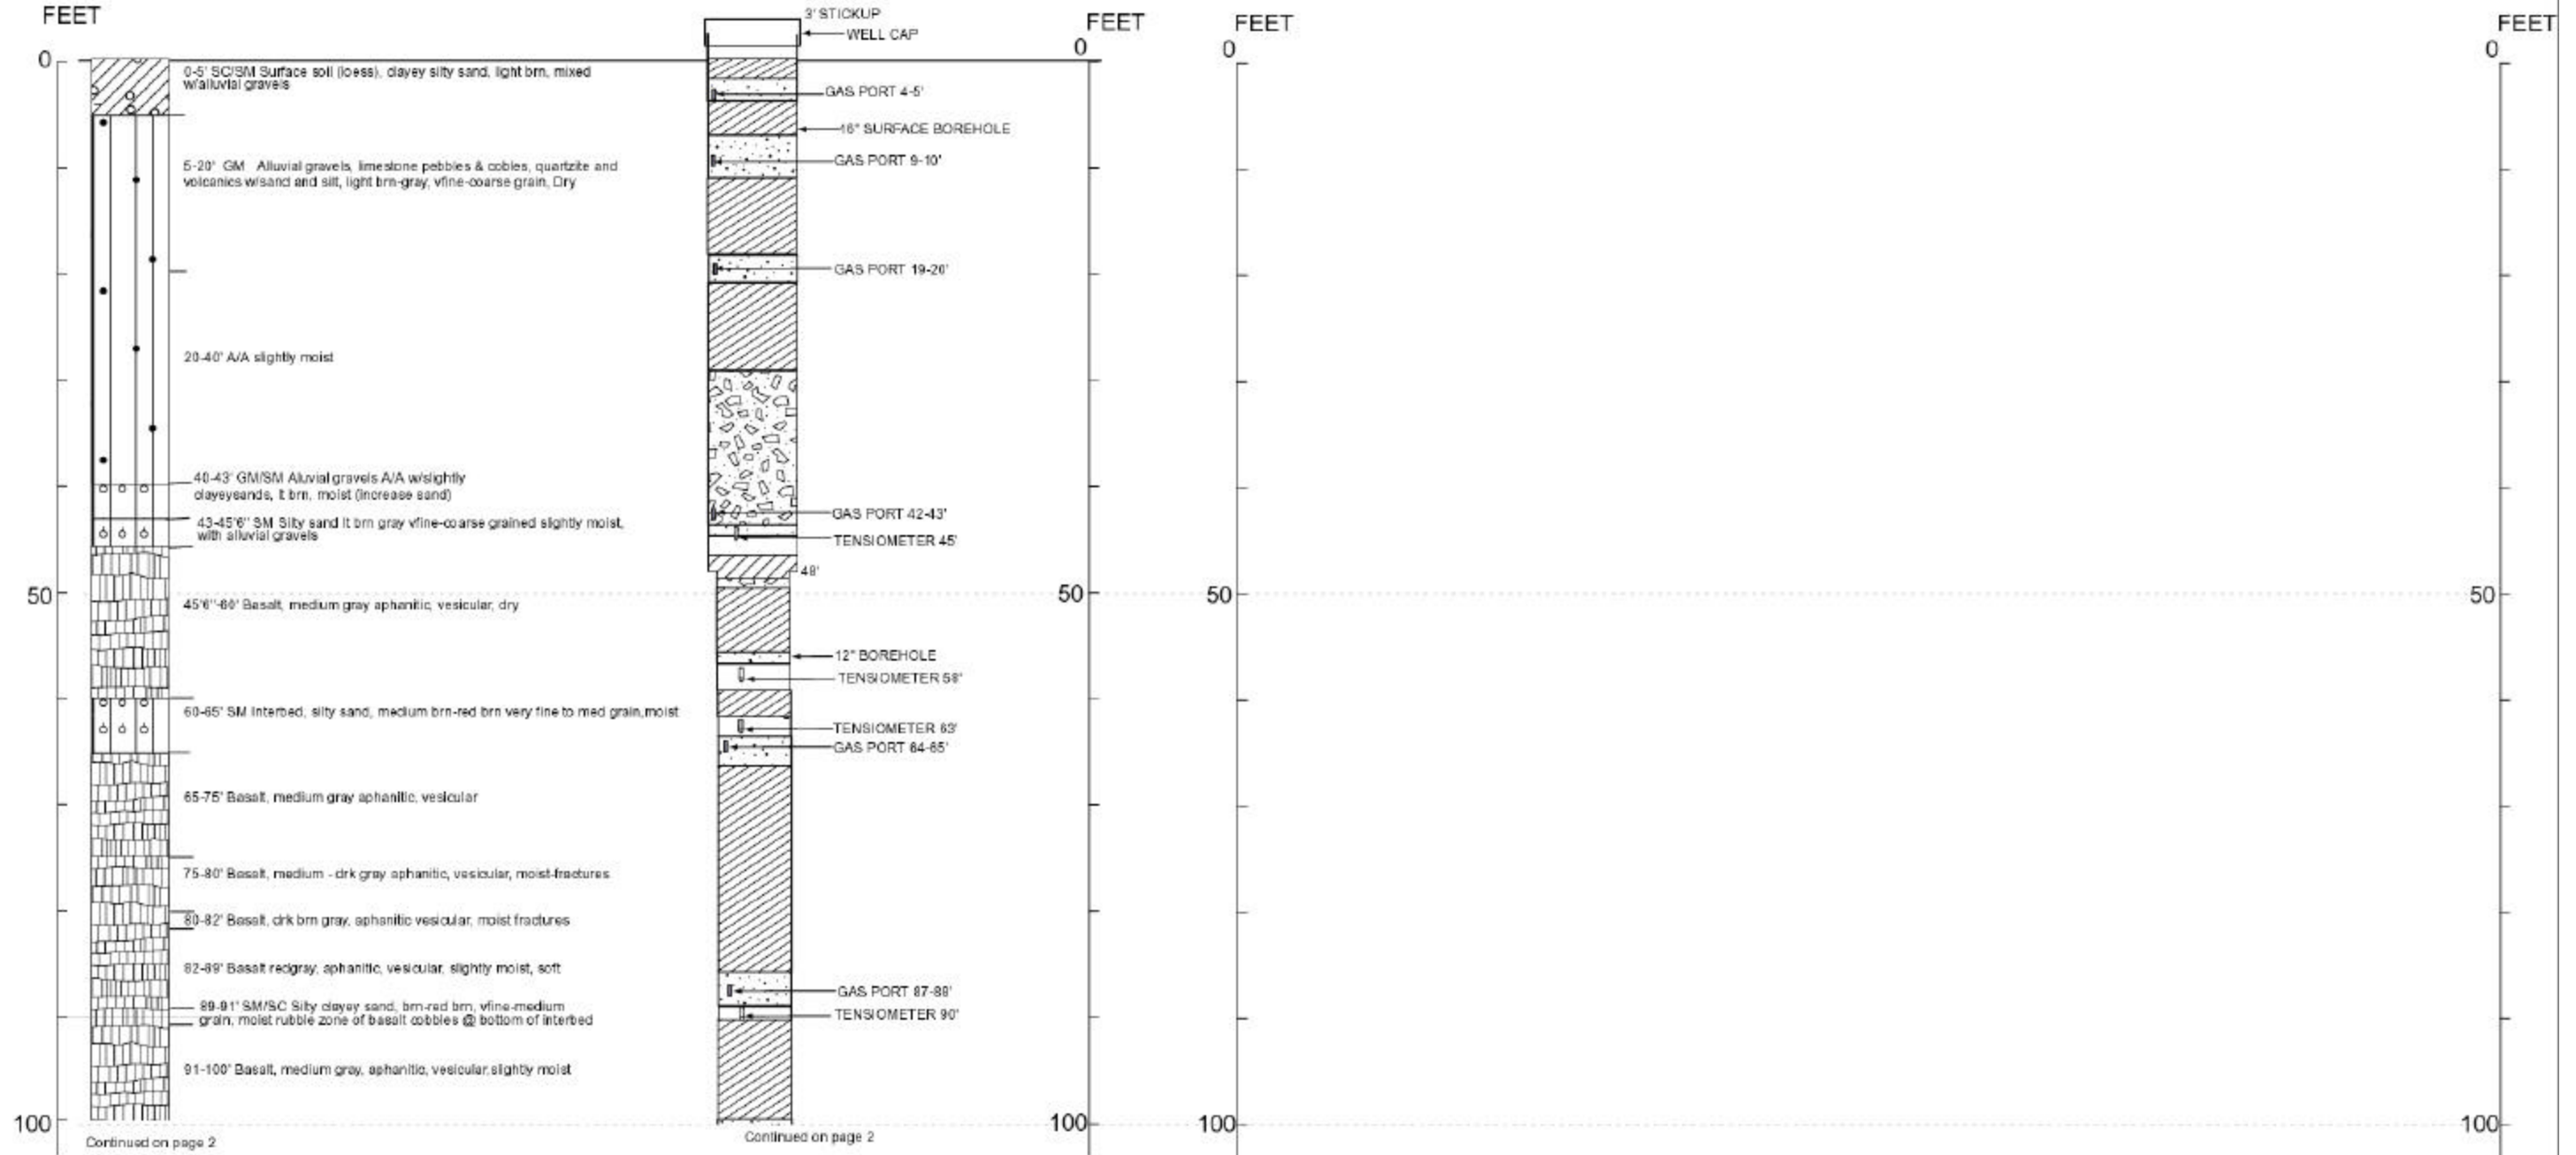 FEET
3' STICKUP
WELL CAP
FEET
FEET
FEET
0
0
0
0
0-5' SC/SM Surface soil (loess), clayey silty sand, light brn, mixed
w/alluvial gravels
GAS PORT 4-5'
16" SURFACE BOREHOLE
5-20' GM Alluvial gravels, limestone pebbles & cobles, quartzite and
volcanics w/sand and silt, light brn-gray, vfine-coarse grain, Dry
GAS PORT 9-10'
GAS PORT 19-20'
20-40' A/A slightly moist
40-43' GM/SM Aluvial gravels A/A w/slightly
clayeysands, lt brn, moist (increase sand)
GAS PORT 42-43'
43-45'6" SM Silty sand lt brn gray vfine-coarse grained slightly moist,
with alluvial gravels
TENSIOMETER 45'
48'
50
50
50
50
45'6"-60' Basalt, medium gray aphanitic, vesicular, dry
12" BOREHOLE
TENSIOMETER 58'
60-65' SM Interbed, silty sand, medium brn-red brn very fine to med grain,moist
TENSIOMETER 63'
GAS PORT 64-65'
65-75' Basalt, medium gray aphanitic, vesicular
75-80' Basalt, medium - drk gray aphanitic, vesicular, moist-fractures
80-82' Basalt, drk brn gray, aphanitic vesicular, moist fractures
82-89' Basalt redgray, aphanitic, vesicular, slightly moist, soft
GAS PORT 87-88'
89-91' SM/SC Silty clayey sand, brn-red brn, vfine-medium
grain, moist rubble zone of basalt cobbles @ bottom of interbed
TENSIOMETER 90'
91-100' Basalt, medium gray, aphanitic, vesicular,slightly moist
100
100
100
100
Continued on page 2
Continued on page 2